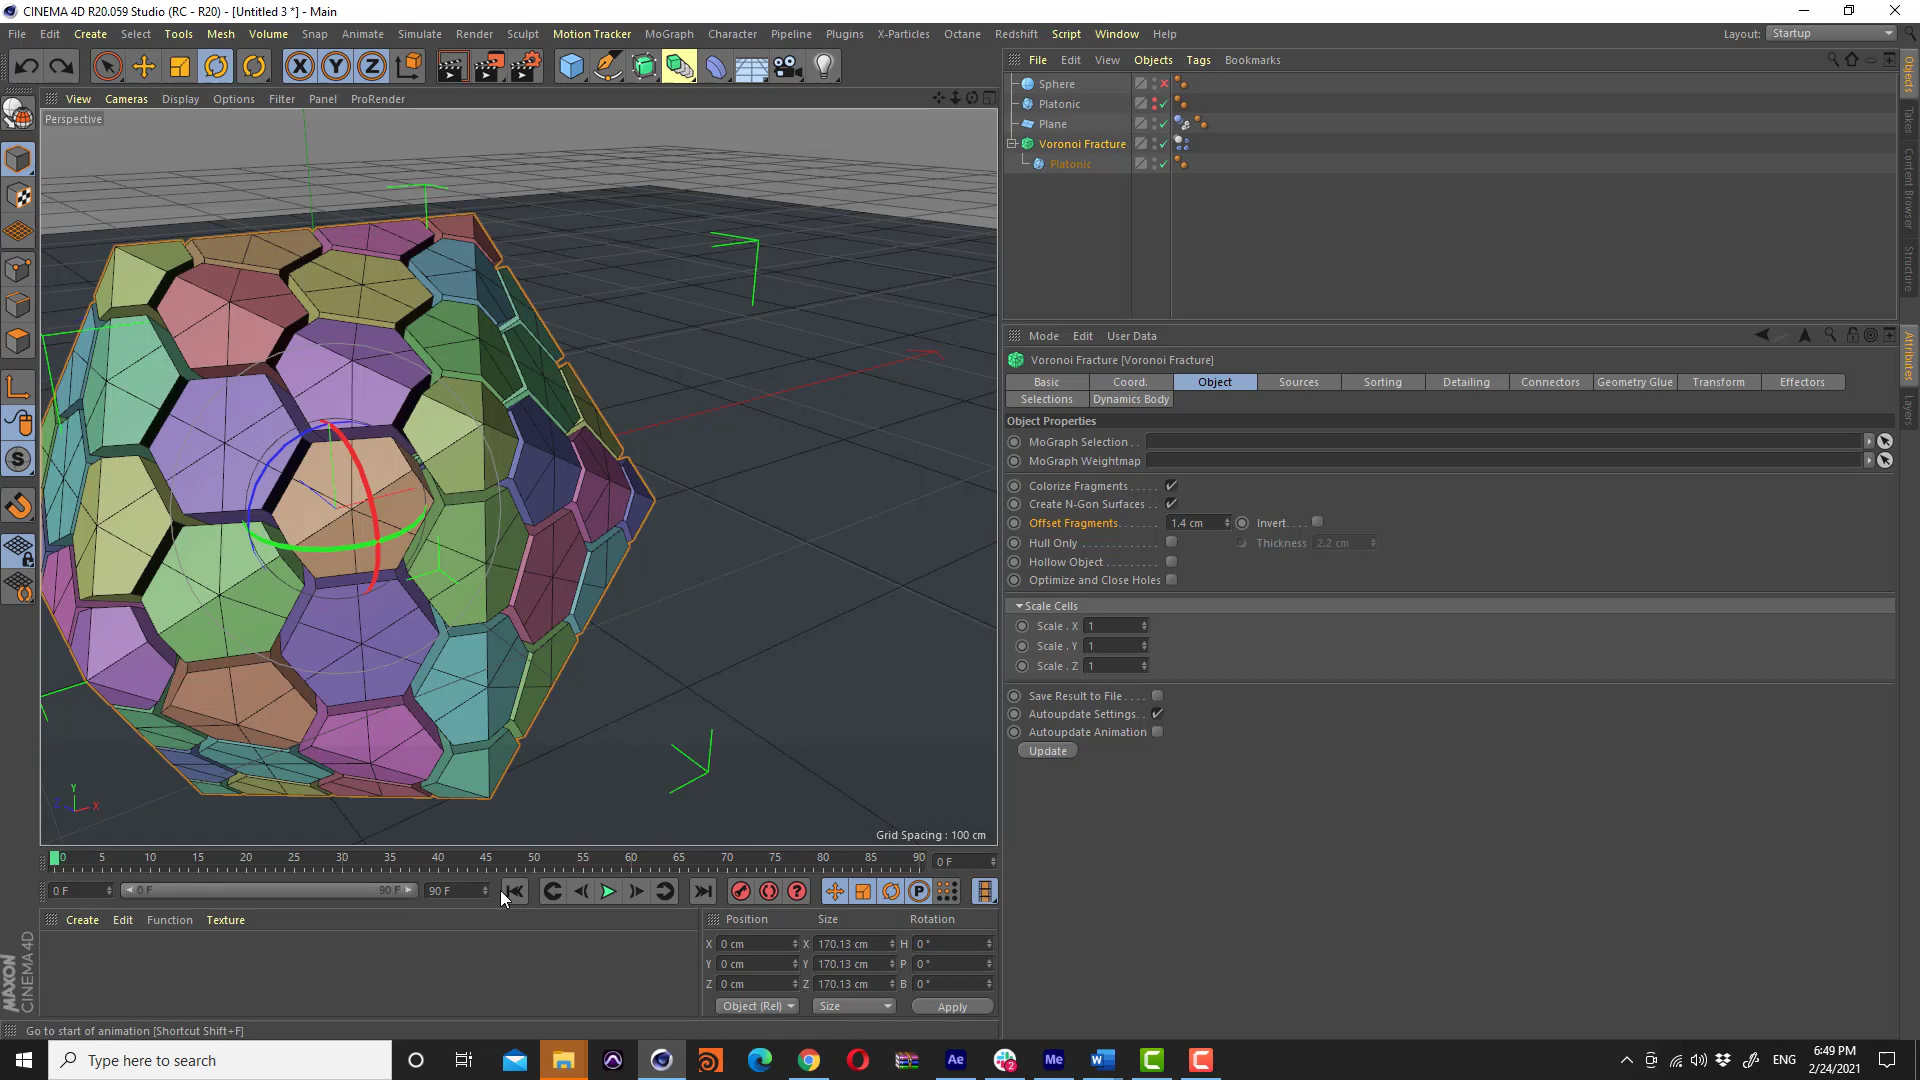 CINEMA 4D R20.059 Studio (RC - R20) - [Untitled 3 *] - Main
File Edit Create Select Tools Mesh Volume Snap Animate Simulate Render Sculpt Motion Tracker MoGraph Character Pipeline Plugins X-Particles Octane Redshift Script Window Help Layout: Startup
View Cameras Display Options Filter Panel ProRender
Perspective
Grid Spacing : 100 cm
Y
Z X
File Edit View Objects Tags Bookmarks
Sphere
Platonic
Plane
Voronoi Fracture
Platonic
Objects
Takes
Content Browser
Structure
Mode Edit User Data
Voronoi Fracture [Voronoi Fracture]
Basic Coord. Object Sources Sorting Detailing Connectors Geometry Glue Transform Effectors
Selections Dynamics Body
Object Properties
MoGraph Selection . .
MoGraph Weightmap
Colorize Fragments . . . . .
Create N-Gon Surfaces . .
Offset Fragments. . . . . . . 1.4 cm Invert. . . .
Hull Only . . . . . . . . . . . . . Thickness 2.2 cm
Hollow Object . . . . . . . . .
Optimize and Close Holes
Scale Cells
Scale . X 1
Scale . Y 1
Scale . Z 1
Save Result to File . . . .
Autoupdate Settings. .
Autoupdate Animation
Update
Attributes
Layers
0 5 10 15 20 25 30 35 40 45 50 55 60 65 70 75 80 85 90 0 F
0 F 0 F 90 F 90 F
Create Edit Function Texture
Position Size Rotation
X 0 cm X 170.13 cm H 0 °
Y 0 cm Y 170.13 cm P 0 °
Z 0 cm Z 170.13 cm B 0 °
Object (Rel) Size Apply
MAXON
CINEMA 4D
Go to start of animation [Shortcut Shift+F]
Type here to search
Ae
2
Me
W
C
C
ENG
6:49 PM
2/24/2021